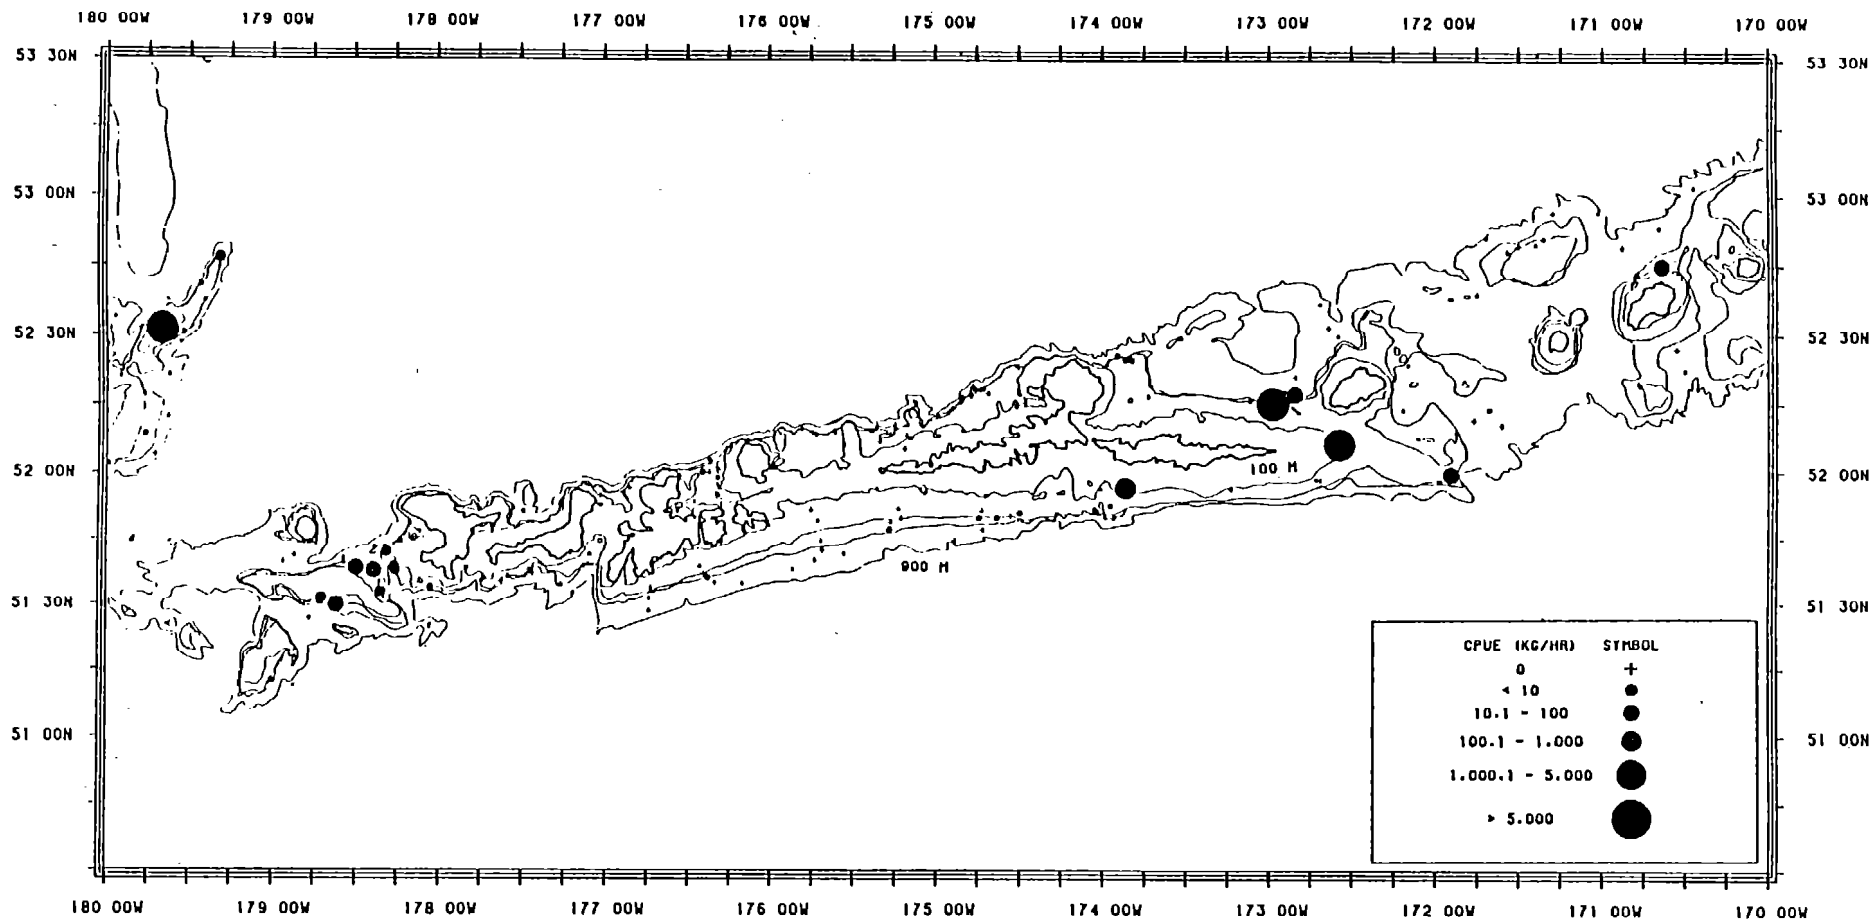 180 00W 179 00W 178 00W 177 00W 176 00W 175 00W 174 00W 173 00W 172 00W 171 00W 170 00W
53 30N 53 30N
53 00N 53 00N
52 30N 52 30N
52 00N 52 00N
100 M
900 M
51 30N 51 30N
CPUE (KG/HR) SYMBOL
0 +
< 10
10.1 - 100
51 00N 51 00N
100.1 - 1.000
1.000.1 - 5.000
> 5.000
180 00W 179 00W 178 00W 177 00W 176 00W 175 00W 174 00W 173 00W 172 00W 171 00W 170 00W